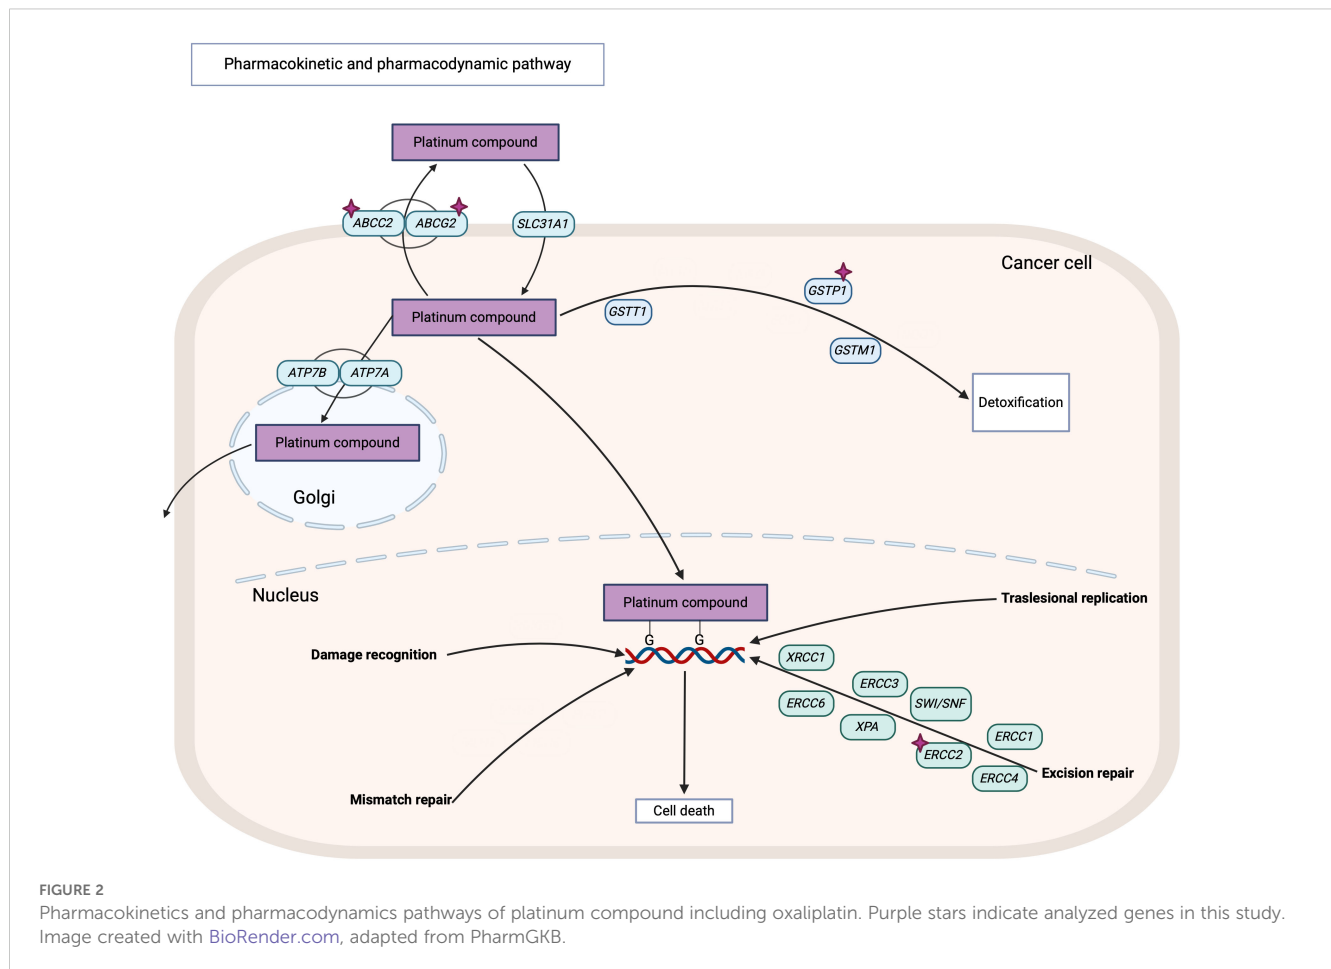 Pharmacokinetic and pharmacodynamic pathway
Platinum compound
ABCC2
ABCG2
SLC31A1
Cancer cell
Platinum compound
GSTT1
GSTP1
GSTM1
ATP7B
ATP7A
Detoxification
Platinum compound
Golgi
Nucleus
Platinum compound
Traslesional replication
G
G
Damage recognition
XRCC1
ERCC3
ERCC6
SWI/SNF
XPA
ERCC1
ERCC2
ERCC4
Excision repair
Mismatch repair
Cell death
FIGURE 2
Pharmacokinetics and pharmacodynamics pathways of platinum compound including oxaliplatin. Purple stars indicate analyzed genes in this study.
Image created with BioRender.com, adapted from PharmGKB.